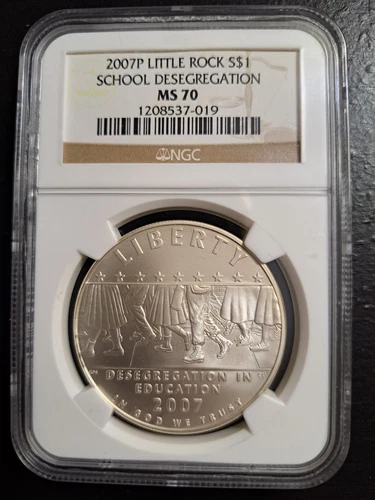 2007P LITTLE ROCK S$1
SCHOOL DESEGREGATION
MS 70
1208537-019
NGC
LIBERTY
DESEGREGATION IN
EDUCATION
2007
IN GOD WE TRUST